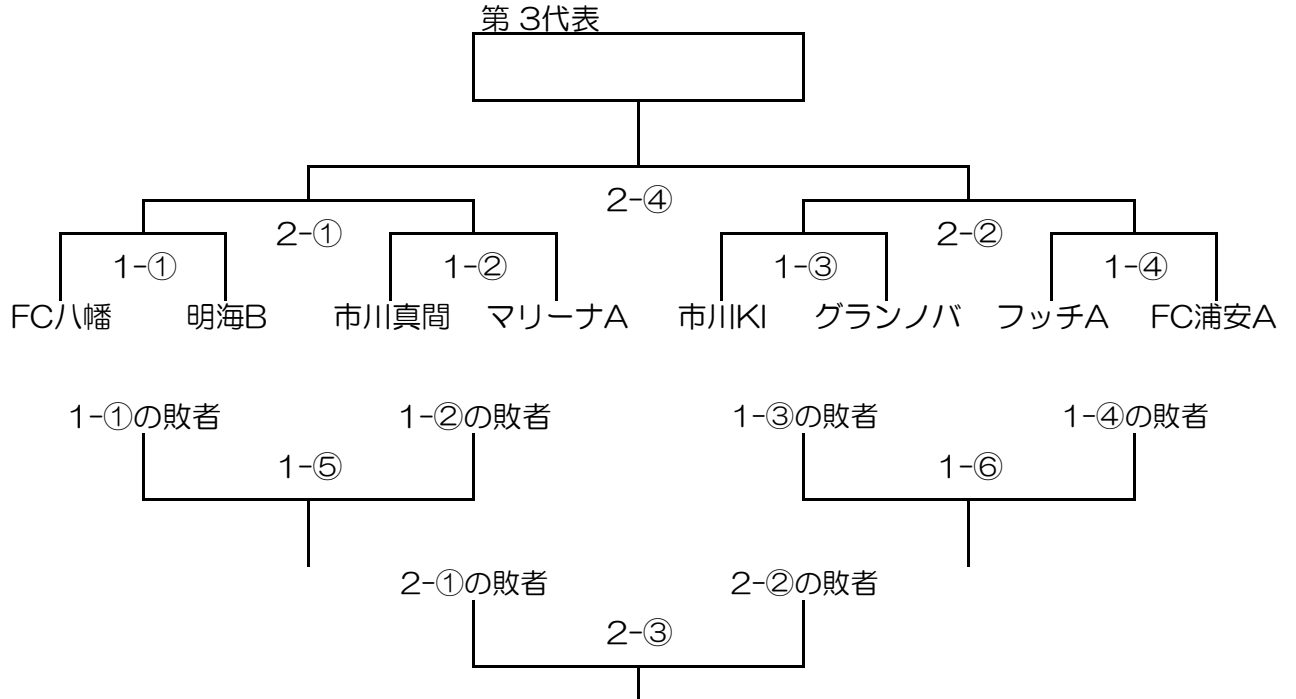 第 3代表
2-④
2-① 2-②
1-① 1-② 1-③ 1-④
FC八幡 明海B 市川真間 マリーナA 市川KI グランノバ フッチA FC浦安A
1-①の敗者 1-②の敗者 1-③の敗者 1-④の敗者
1-⑤ 1-⑥
2-①の敗者 2-②の敗者
2-③